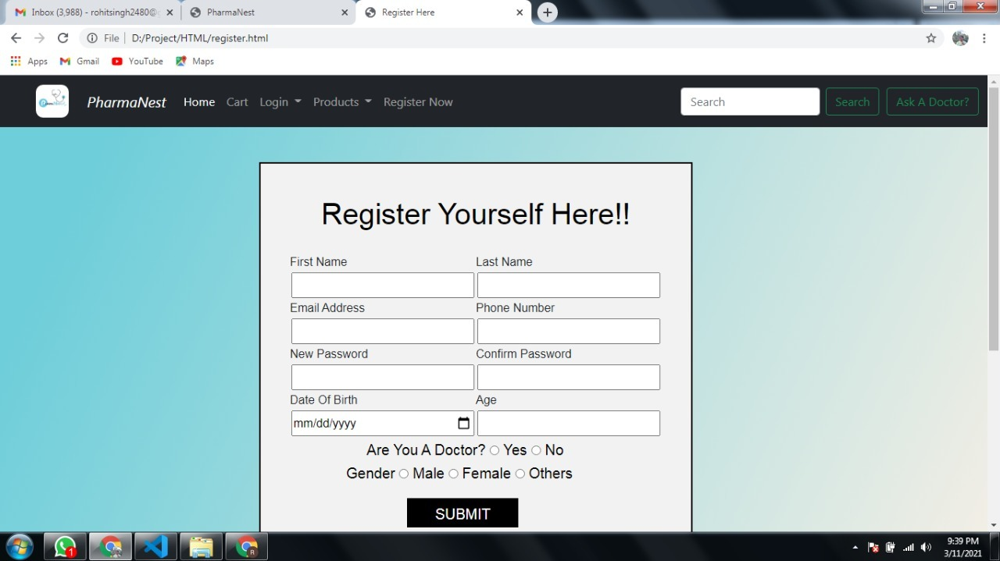 Inbox (3,988) - rohitsingh2480@ PharmaNest Register Here
File D:/Project/HTML/register.html
Apps Gmail YouTube Maps
PharmaNest Home Cart Login Products Register Now Search Search Ask A Doctor?
Register Yourself Here!!
First Name Last Name
Email Address Phone Number
New Password Confirm Password
Date Of Birth Age
mm/dd/yyyy
Are You A Doctor? Yes No
Gender Male Female Others
SUBMIT
1
R
9:39 PM
3/11/2021